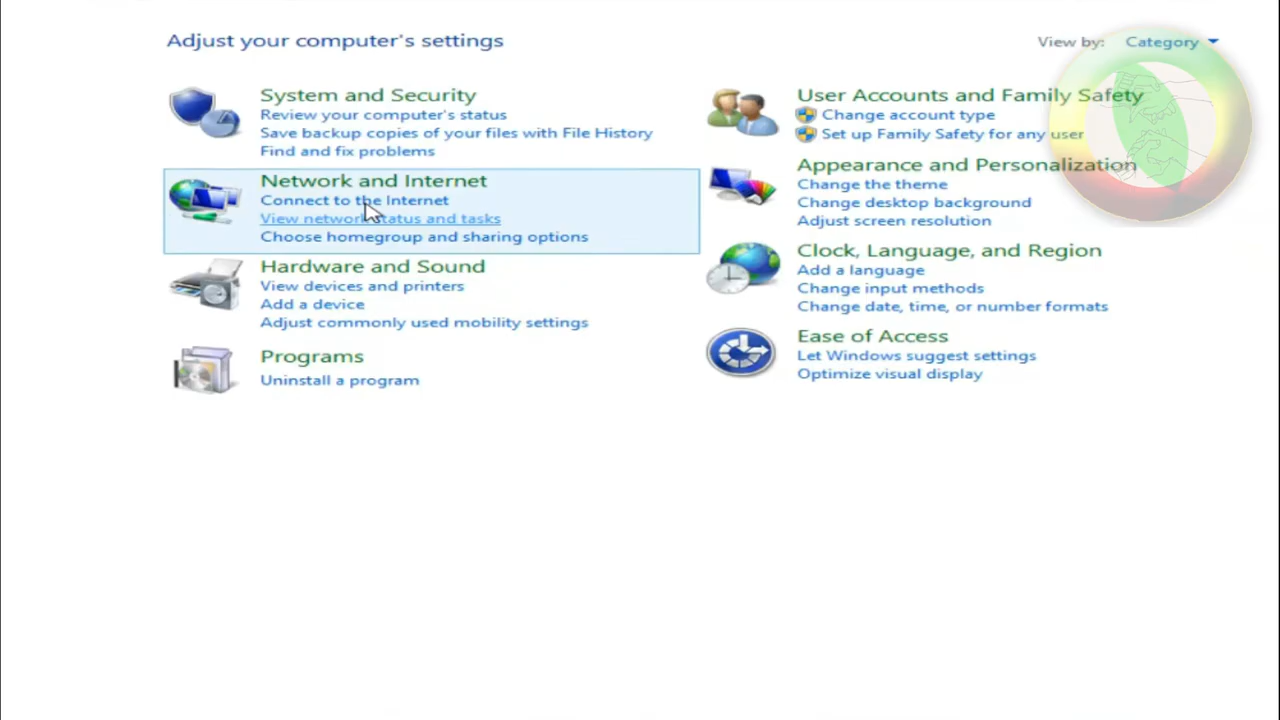 Adjust your computer's settings
View by: Category
System and Security
Review your computer's status
Save backup copies of your files with File History
Find and fix problems
Network and Internet
Connect to the Internet
View network status and tasks
Choose homegroup and sharing options
Hardware and Sound
View devices and printers
Add a device
Adjust commonly used mobility settings
Programs
Uninstall a program
User Accounts and Family Safety
Change account type
Set up Family Safety for any user
Appearance and Personalization
Change the theme
Change desktop background
Adjust screen resolution
Clock, Language, and Region
Add a language
Change input methods
Change date, time, or number formats
Ease of Access
Let Windows suggest settings
Optimize visual display